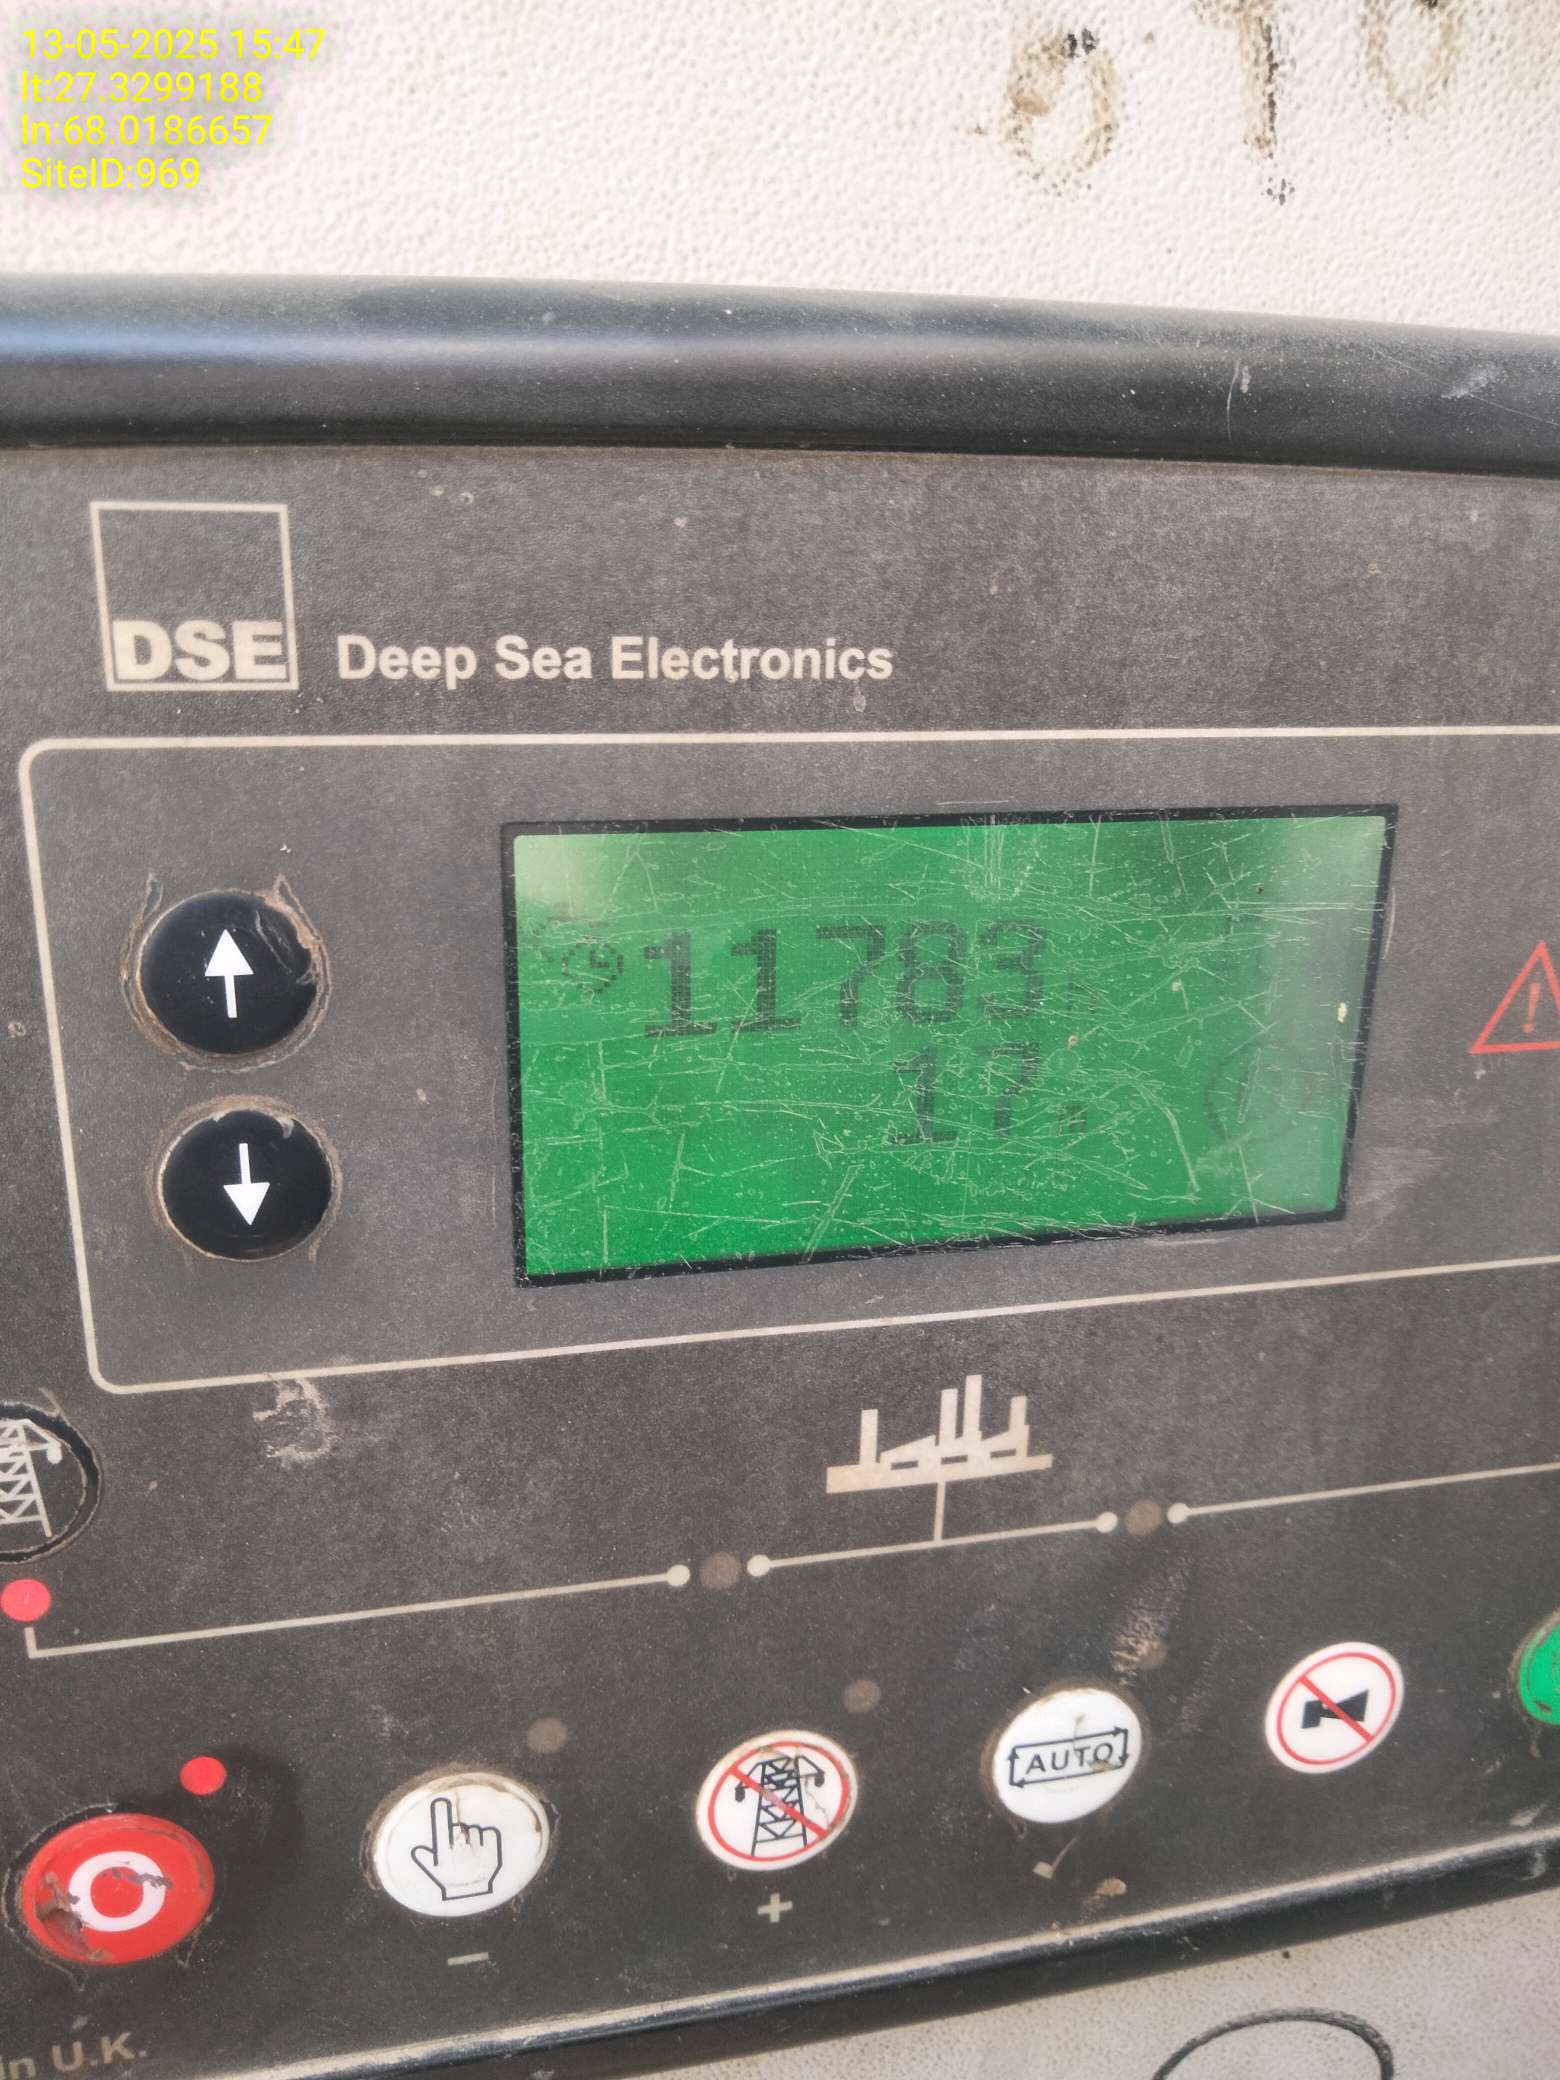 13-05-2025 15:47
lt:27.3299188
ln:68.0186657
SiteID:969
DSE
Deep Sea Electronics
11783 h
17 m
AUTO
- +
in U.K.